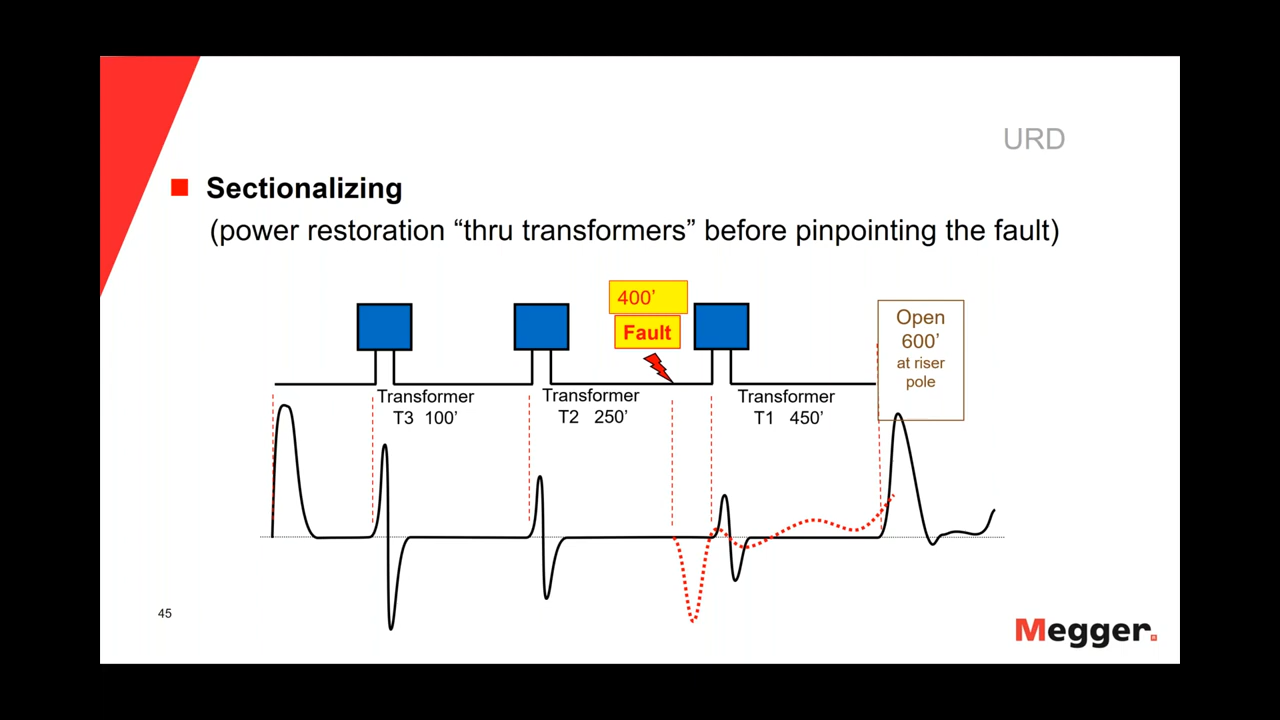 URD
Sectionalizing
(power restoration “thru transformers” before pinpointing the fault)
400’
Fault
Open
600’
at riser
pole
Transformer
T3 100’
Transformer
T2 250’
Transformer
T1 450’
45
Megger.